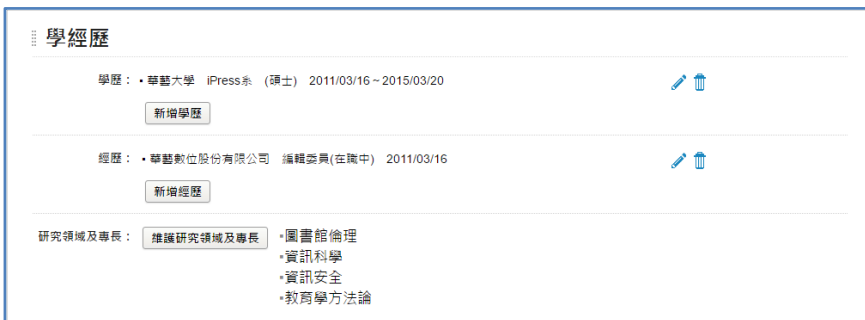 學經歷
學歷： ▪ 華藝大學 iPress系 (碩士) 2011/03/16～2015/03/20
新增學歷
經歷： ▪ 華藝數位股份有限公司 編輯委員(在職中) 2011/03/16
新增經歷
研究領域及專長： 維護研究領域及專長 ▪圖書館倫理
▪資訊科學
▪資訊安全
▪教育學方法論